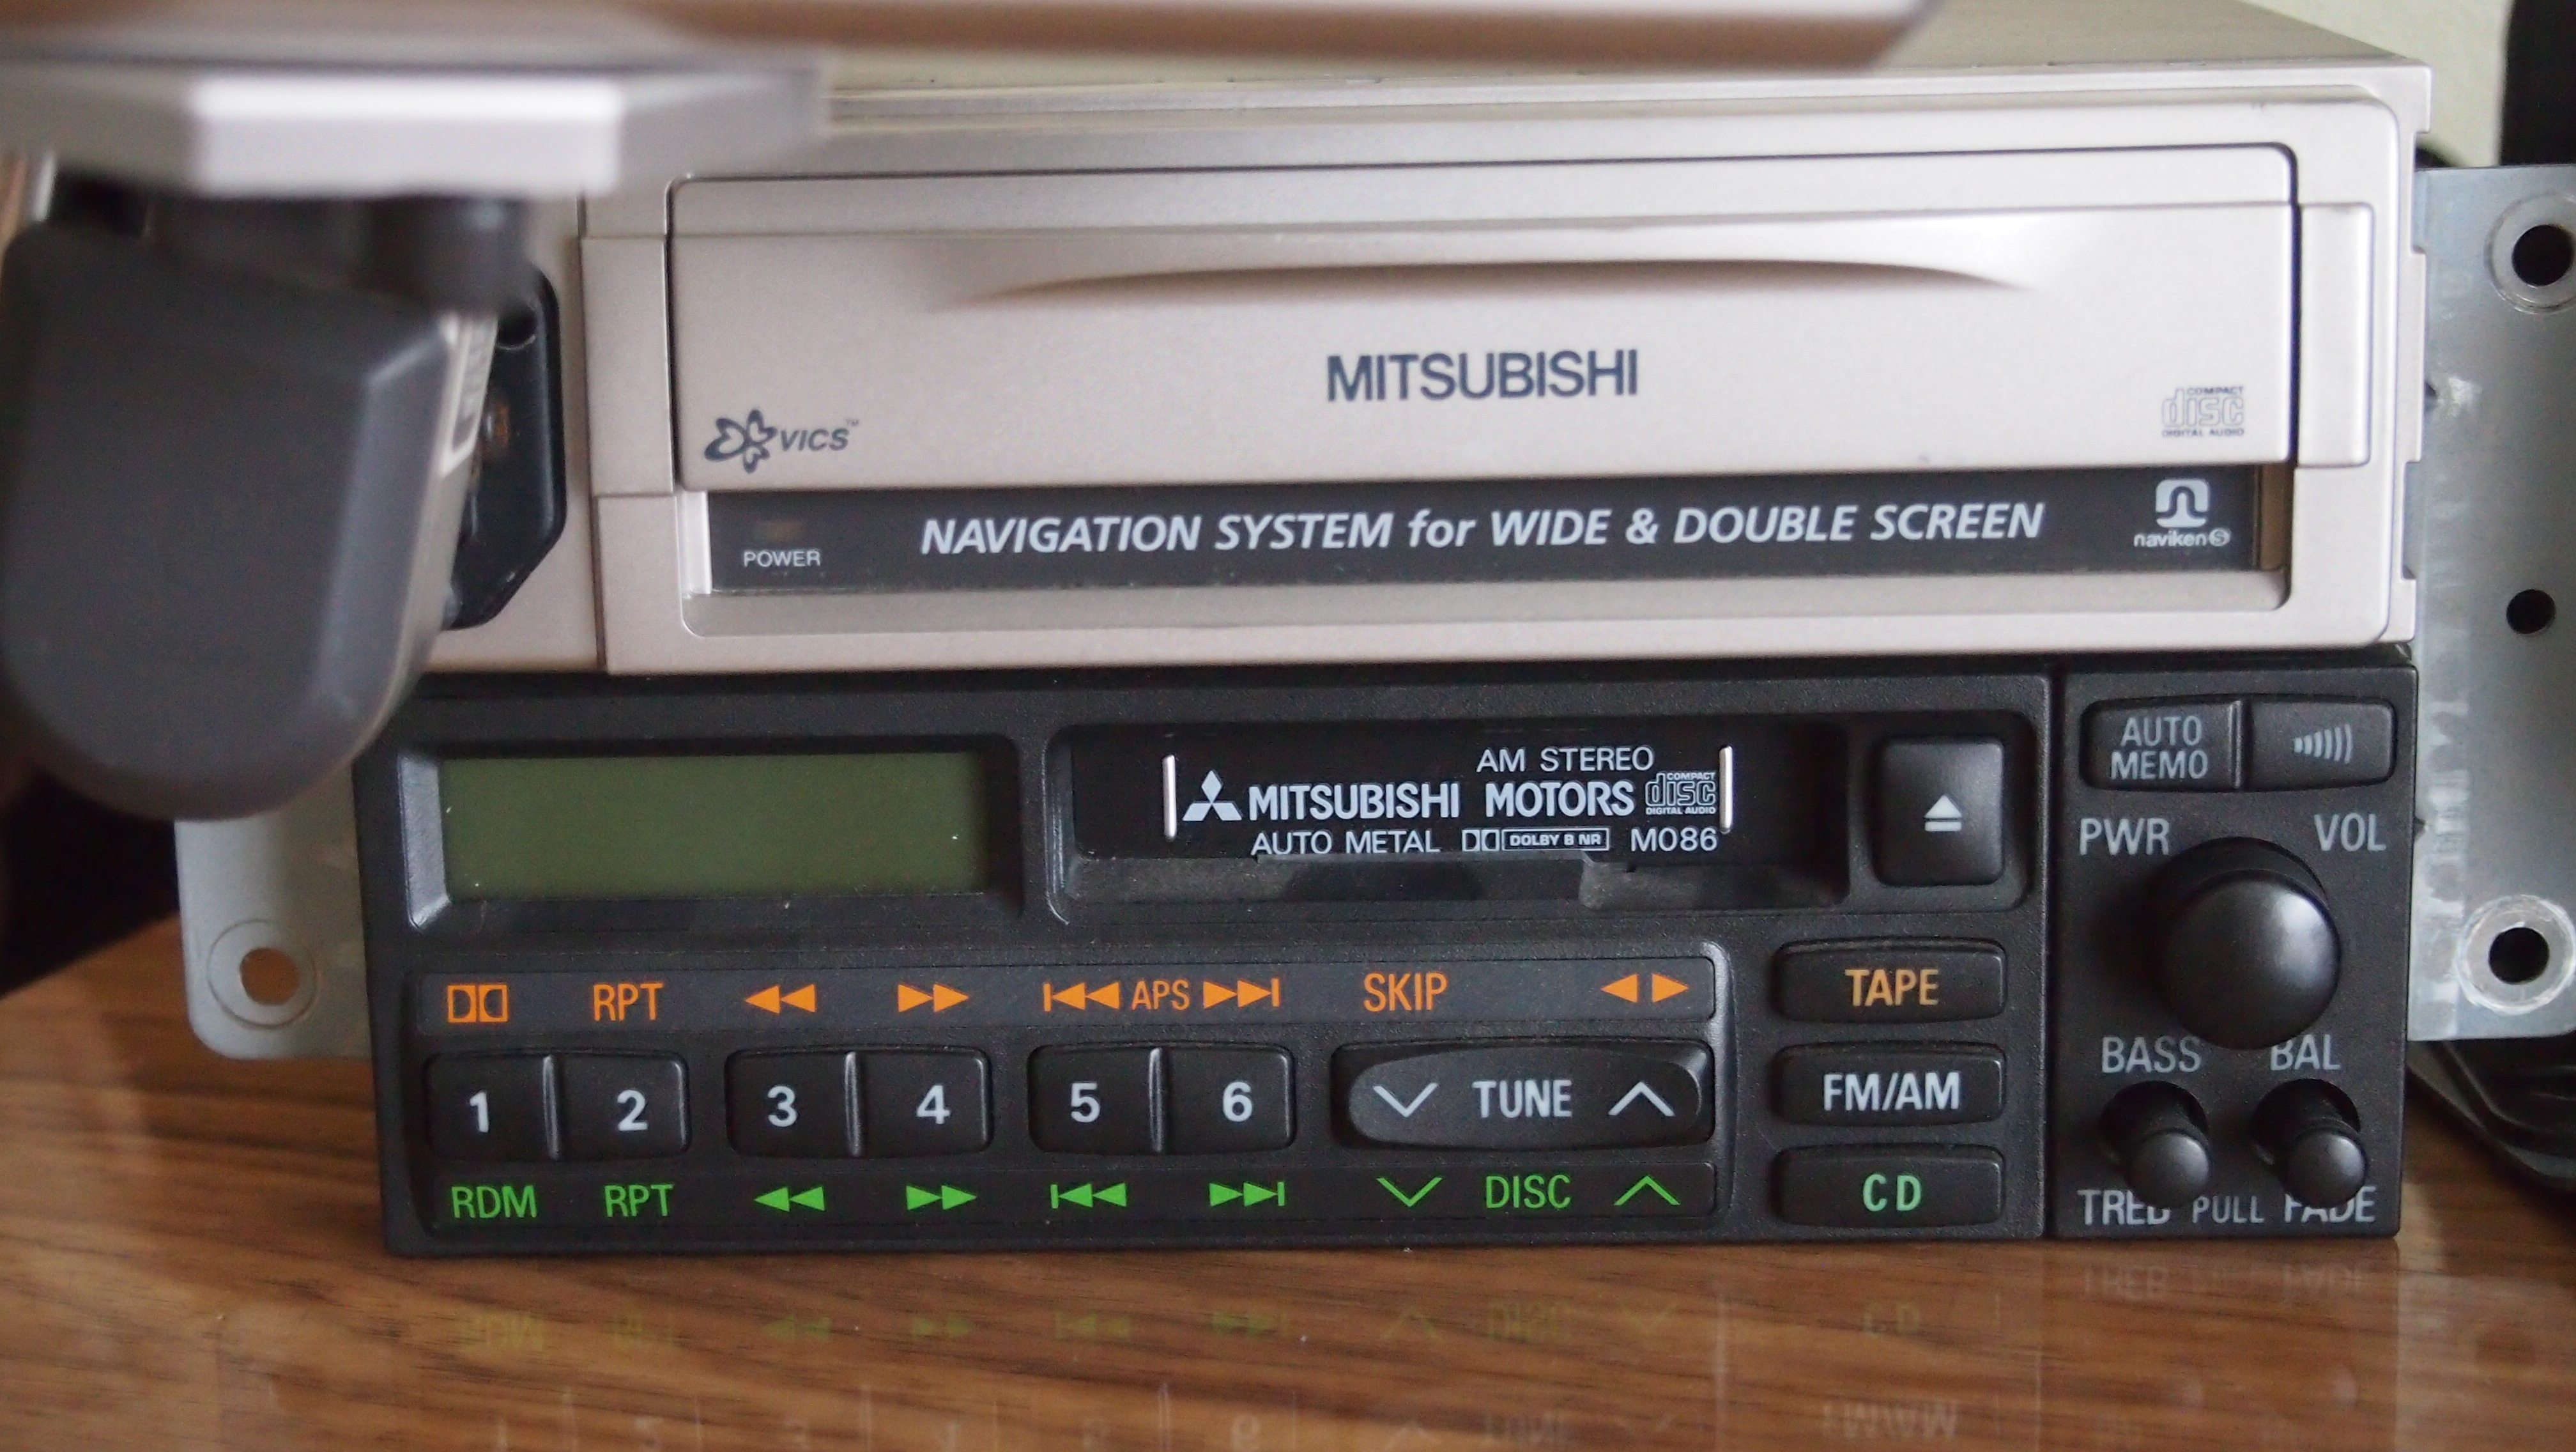 MITSUBISHI
VICS™
COMPACT
disc
DIGITAL AUDIO
POWER
NAVIGATION SYSTEM for WIDE & DOUBLE SCREEN
naviken S
AM STEREO
MITSUBISHI MOTORS
COMPACT
disc
DIGITAL AUDIO
AUTO METAL DOLBY B NR M086
AUTO
MEMO
PWR VOL
RPT APS SKIP
TAPE
1 2 3 4 5 6 TUNE
FM/AM
BASS BAL
RDM RPT DISC
CD
TREB PULL FADE